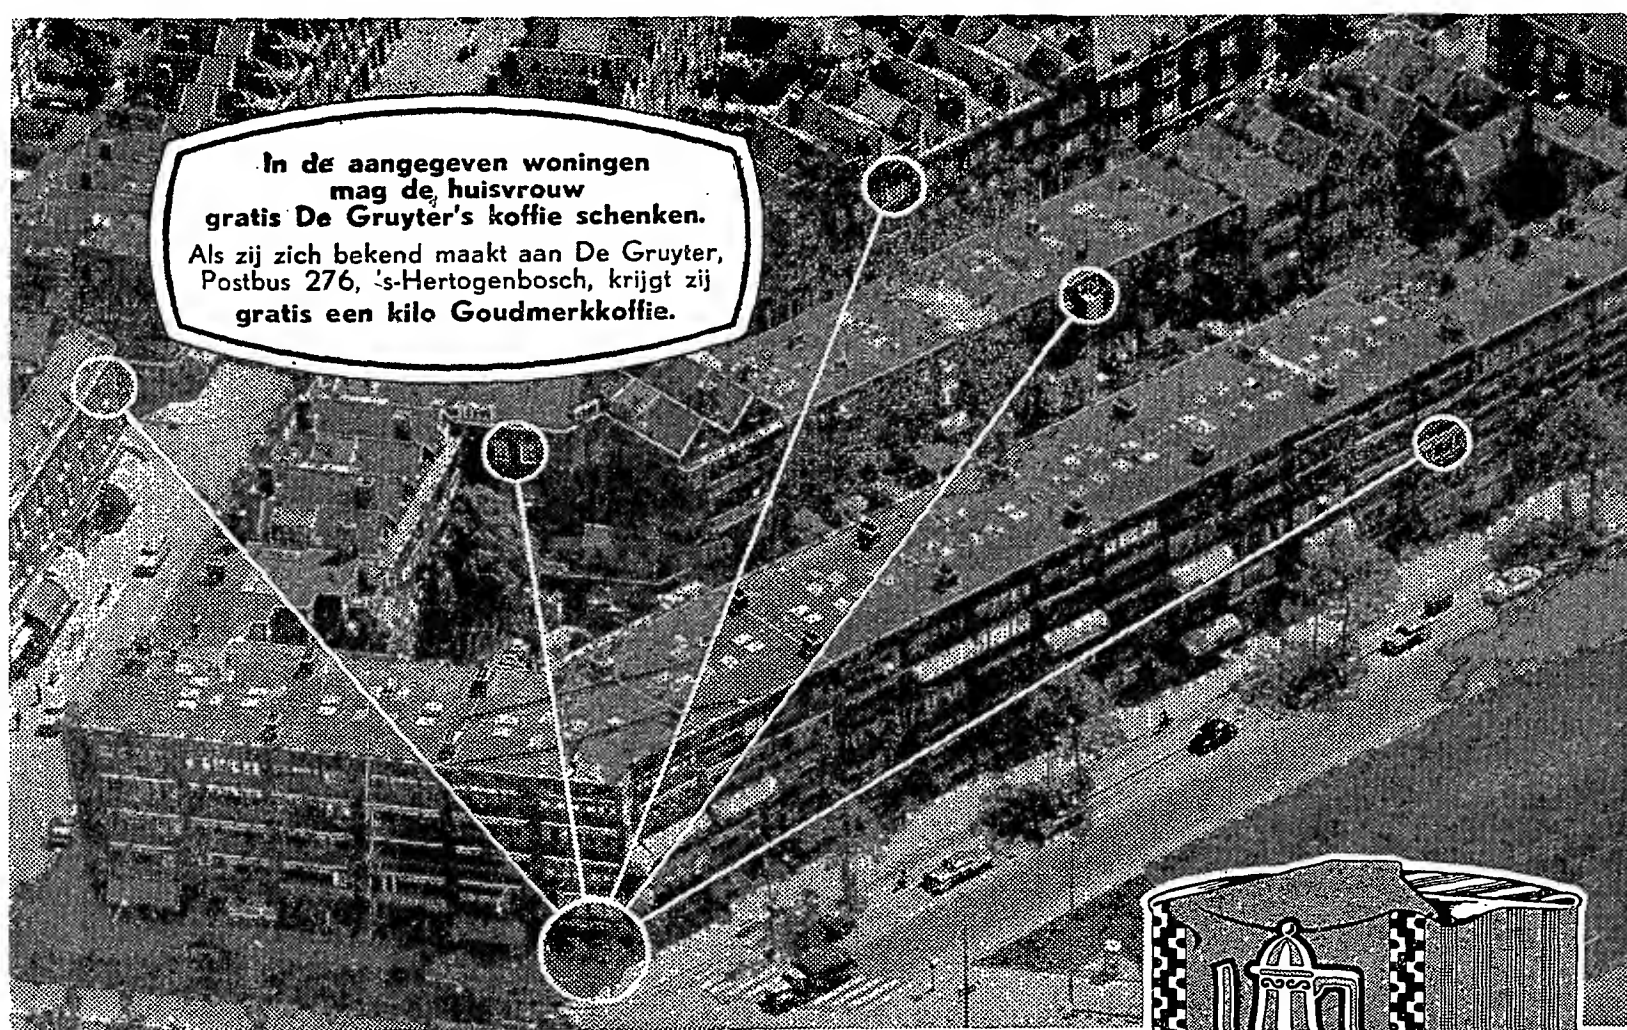 In de aangegeven woningen
mag de huisvrouw
gratis De Gruyter's koffie schenken.
Als zij zich bekend maakt aan De Gruyter,
Postbus 276, 's-Hertogenbosch, krijgt zij
gratis een kilo Goudmerkkoffie.